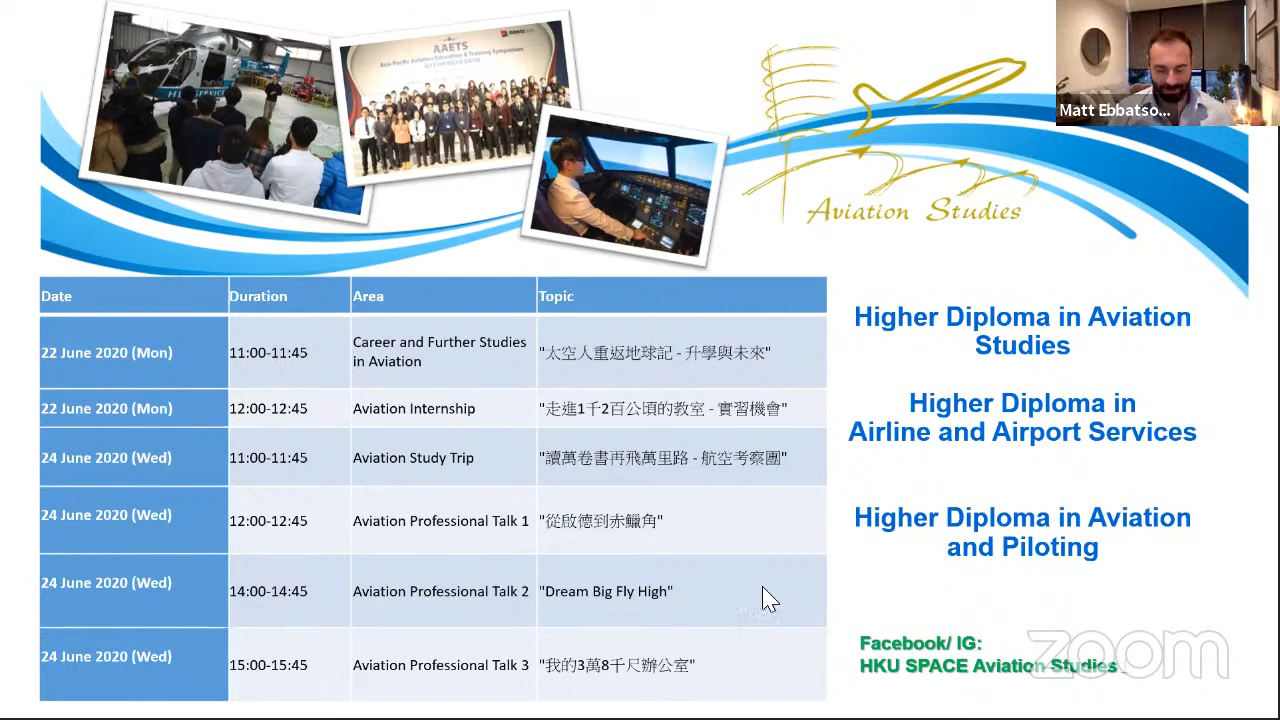 AAETS
Asia-Pacific Aviation Education & Training Symposium
Matt Ebbatso...
Aviation Studies
Date Duration Area Topic
22 June 2020 (Mon) 11:00-11:45 Career and Further Studies
in Aviation "太空人重返地球記 - 升學與未來"
22 June 2020 (Mon) 12:00-12:45 Aviation Internship "走進1千2百公頃的教室 - 實習機會"
24 June 2020 (Wed) 11:00-11:45 Aviation Study Trip "讀萬卷書再飛萬里路 - 航空考察團"
24 June 2020 (Wed) 12:00-12:45 Aviation Professional Talk 1 "從啟德到赤鱲角"
24 June 2020 (Wed) 14:00-14:45 Aviation Professional Talk 2 "Dream Big Fly High"
24 June 2020 (Wed) 15:00-15:45 Aviation Professional Talk 3 "我的3萬8千尺辦公室"
Higher Diploma in Aviation
Studies
Higher Diploma in
Airline and Airport Services
Higher Diploma in Aviation
and Piloting
Facebook/ IG:
HKU SPACE Aviation Studies
zoom